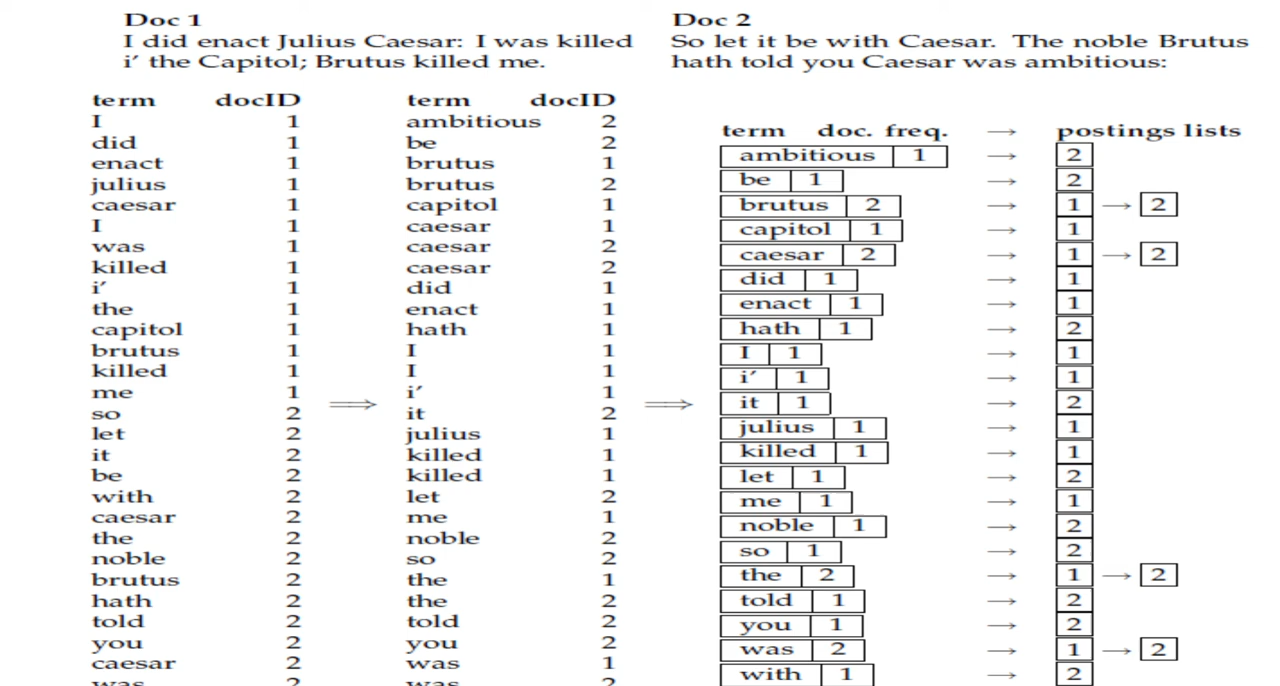 Doc 1
I did enact Julius Caesar: I was killed
i′ the Capitol; Brutus killed me.
Doc 2
So let it be with Caesar. The noble Brutus
hath told you Caesar was ambitious:
term docID
I 1
did 1
enact 1
julius 1
caesar 1
I 1
was 1
killed 1
i′ 1
the 1
capitol 1
brutus 1
killed 1
me 1
so 2
let 2
it 2
be 2
with 2
caesar 2
the 2
noble 2
brutus 2
hath 2
told 2
you 2
caesar 2
was 2
⟹
term docID
ambitious 2
be 2
brutus 1
brutus 2
capitol 1
caesar 1
caesar 2
caesar 2
did 1
enact 1
hath 1
I 1
I 1
i′ 1
it 2
julius 1
killed 1
killed 1
let 2
me 1
noble 2
so 2
the 1
the 2
told 2
you 2
was 1
was 2
⟹
term doc. freq. → postings lists
ambitious 1 → 2
be 1 → 2
brutus 2 → 1 → 2
capitol 1 → 1
caesar 2 → 1 → 2
did 1 → 1
enact 1 → 1
hath 1 → 2
I 1 → 1
i′ 1 → 1
it 1 → 2
julius 1 → 1
killed 1 → 1
let 1 → 2
me 1 → 1
noble 1 → 2
so 1 → 2
the 2 → 1 → 2
told 1 → 2
you 1 → 2
was 2 → 1 → 2
with 1 → 2